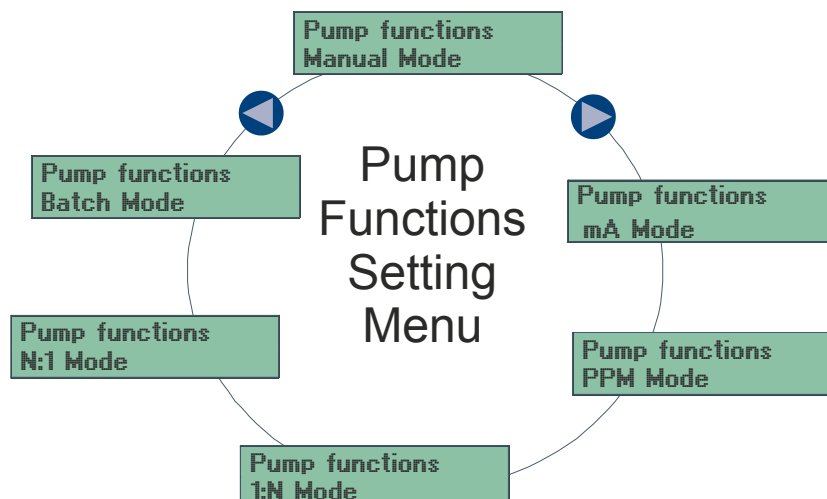 Pump functions
Manual Mode
Pump functions
Batch Mode
Pump
Functions
Setting
Menu
Pump functions
mA Mode
Pump functions
N:1 Mode
Pump functions
PPM Mode
Pump functions
1:N Mode